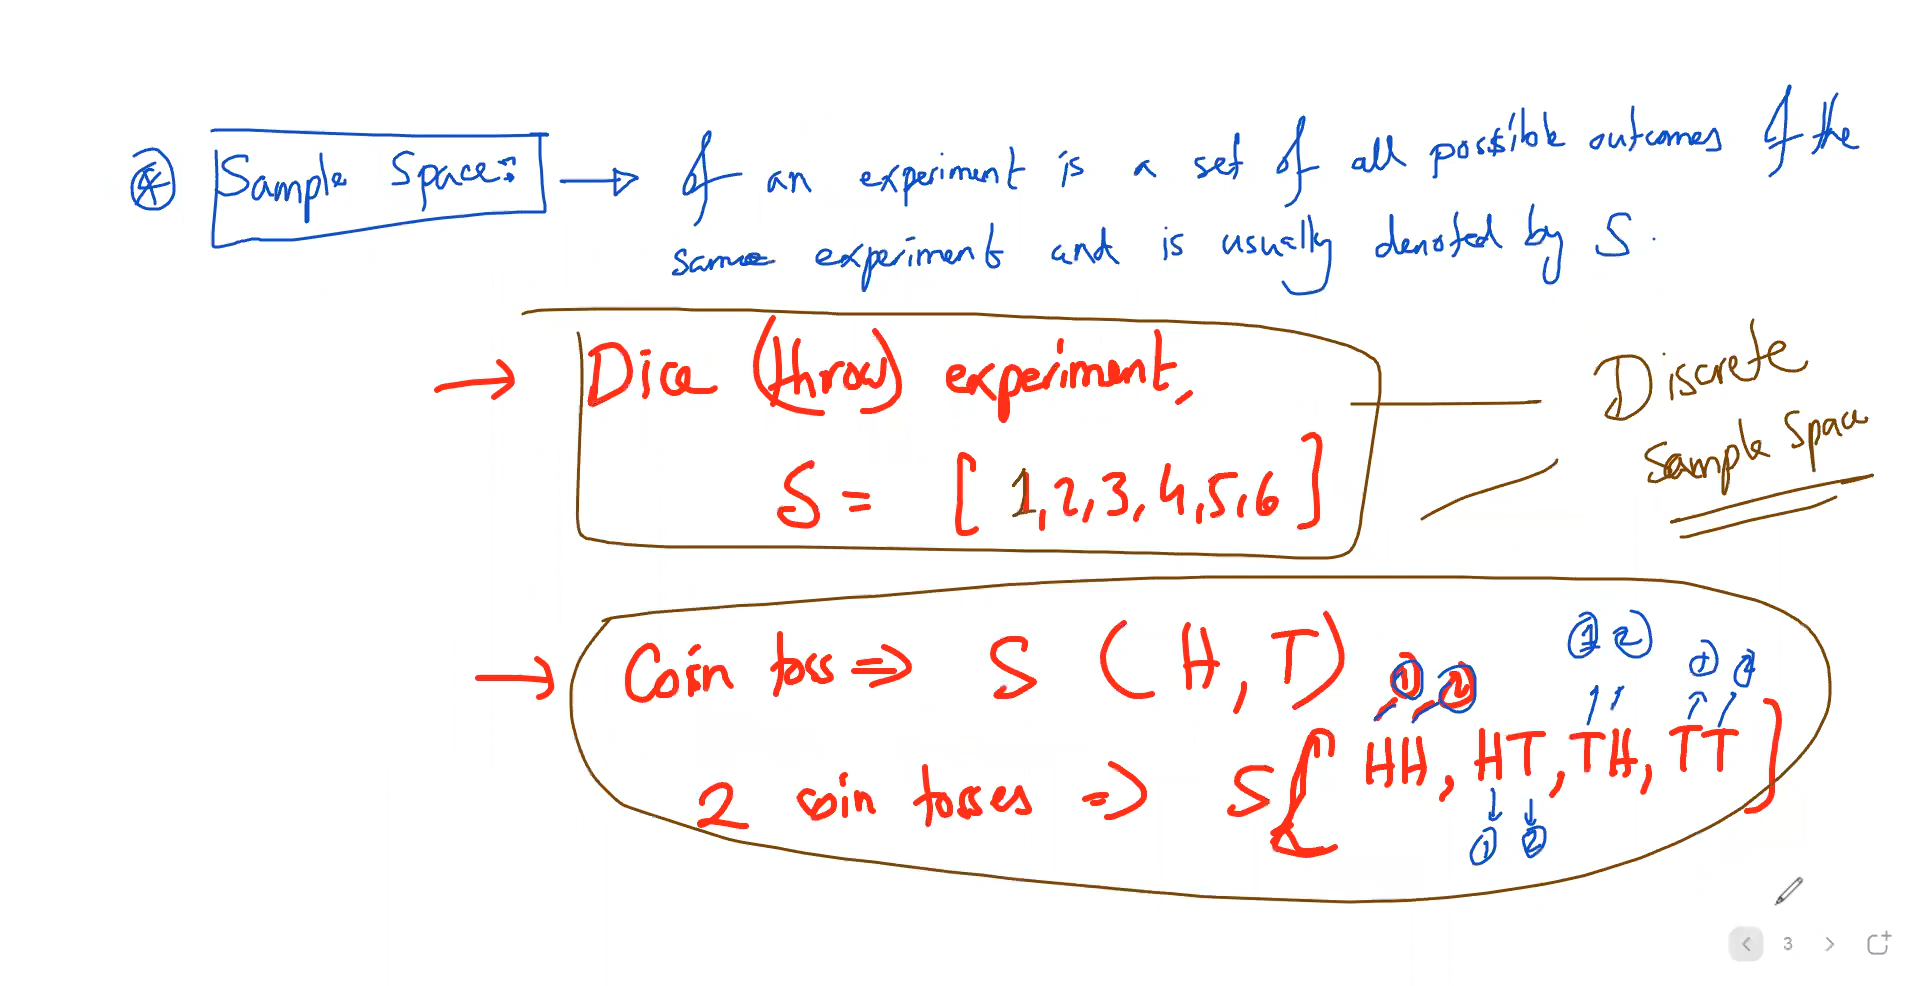 Sample Space: → of an experiment is a set of all possible outcomes of the
same experiment and is usually denoted by S.
→ Dice (throw) experiment,
S = [1,2,3,4,5,6]
Discrete
Sample Space
→ Coin toss ⇒ S (H, T)
① ② ① ② ① ②
2 coin tosses ⇒ S[HH, HT, TH, TT]
① ②
3